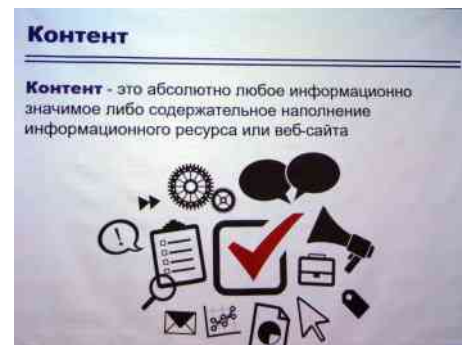 Контент
Контент - это абсолютно любое информационно
значимое либо содержательное наполнение
информационного ресурса или веб-сайта